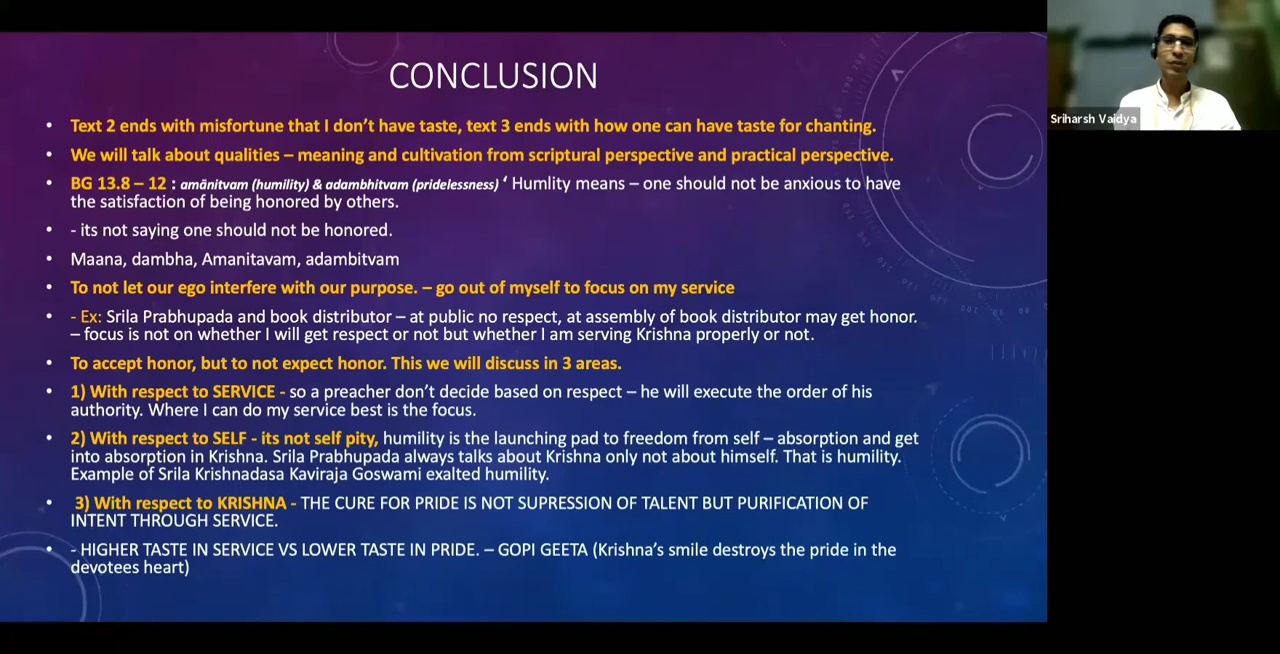 CONCLUSION
• Text 2 ends with misfortune that I don't have taste, text 3 ends with how one can have taste for chanting.
• We will talk about qualities – meaning and cultivation from scriptural perspective and practical perspective.
• BG 13.8 – 12 : amānitvam (humility) & adambhitvam (pridelessness) ‘ Humlity means – one should not be anxious to have
the satisfaction of being honored by others.
• - its not saying one should not be honored.
• Maana, dambha, Amanitavam, adambitvam
• To not let our ego interfere with our purpose. – go out of myself to focus on my service
• - Ex: Srila Prabhupada and book distributor – at public no respect, at assembly of book distributor may get honor.
– focus is not on whether I will get respect or not but whether I am serving Krishna properly or not.
• To accept honor, but to not expect honor. This we will discuss in 3 areas.
• 1) With respect to SERVICE - so a preacher don't decide based on respect – he will execute the order of his
authority. Where I can do my service best is the focus.
• 2) With respect to SELF - its not self pity, humility is the launching pad to freedom from self – absorption and get
into absorption in Krishna. Srila Prabhupada always talks about Krishna only not about himself. That is humility.
Example of Srila Krishnadasa Kaviraja Goswami exalted humility.
• 3) With respect to KRISHNA - THE CURE FOR PRIDE IS NOT SUPRESSION OF TALENT BUT PURIFICATION OF
INTENT THROUGH SERVICE.
• - HIGHER TASTE IN SERVICE VS LOWER TASTE IN PRIDE. – GOPI GEETA (Krishna's smile destroys the pride in the
devotees heart)
Sriharsh Vaidya